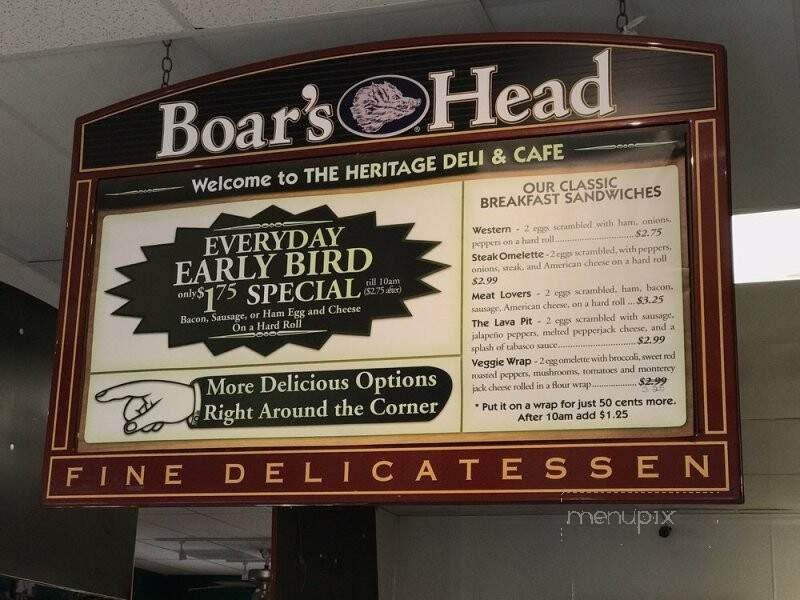 Boar's Head
®
Welcome to THE HERITAGE DELI & CAFE
EVERYDAY
EARLY BIRD
only $1 75 SPECIAL till 10am
($2.75 after)
Bacon, Sausage, or Ham Egg and Cheese
On a Hard Roll
More Delicious Options
Right Around the Corner
OUR CLASSIC
BREAKFAST SANDWICHES
Western - 2 eggs scrambled with ham, onions,
peppers on a hard roll...........................$2.75
Steak Omelette - 2 eggs scrambled, with peppers,
onions, steak, and American cheese on a hard roll
$2.99
Meat Lovers - 2 eggs scrambled, ham, bacon,
sausage, American cheese, on a hard roll ...$3.25
The Lava Pit - 2 eggs scrambled with sausage,
jalapeño peppers, melted pepperjack cheese, and a
splash of tabasco sauce...........................$2.99
Veggie Wrap - 2 egg omelette with broccoli, sweet red
roasted peppers, mushrooms, tomatoes and monterey
jack cheese rolled in a flour wrap..................$2.99
* Put it on a wrap for just 50 cents more.
After 10am add $1.25
FINE DELICATESSEN
menupix